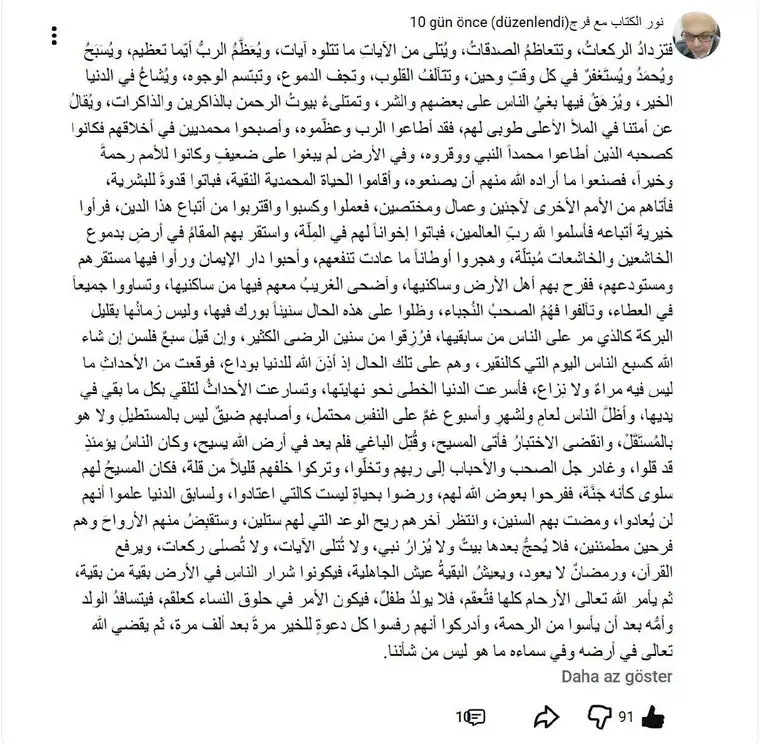 نور الكتاب مع فرج(düzenlendi) 10 gün önce
فتزدادُ الركعاتُ، وتتعاظمُ الصدقاتُ، ويُتلى من الآياتِ ما تتلوه آيات، ويُعَظَّمُ الربُّ أيّما تعظيم، ويُسَبَحُ
ويُحمَدُ ويُستَغفرُ في كل وقتٍ وحين، وتتآلفُ القلوب، وتجف الدموع، وتبتسم الوجوه، ويُشاعُ في الدنيا
الخير، ويُزهَقُ فيها بغيُ الناس على بعضهم والشر، وتمتلىءُ بيوتُ الرحمن بالذاكرين والذاكرات، ويُقالُ
عن أمتنا في الملأ الأعلى طوبى لهم، فقد أطاعوا الرب وعظّموه، وأصبحوا محمديين في أخلاقهم فكانوا
كصحبه الذين أطاعوا محمداً النبي ووقروه، وفي الأرض لم يبغوا على ضعيفٍ وكانوا للأمم رحمةً
وخيراً، فصنعوا ما أراده الله منهم أن يصنعوه، وأقاموا الحياة المحمدية النقية، فباتوا قدوةً للبشرية،
فأتاهم من الأمم الأخرى لآجئين وعمال ومختصين، فعملوا وكسبوا واقتربوا من أتباع هذا الدين، فرأوا
خيرية أتباعه فأسلموا لله ربّ العالمين، فباتوا إخواناً لهم في المِلّة، واستقر بهم المقامُ في أرضٍ بدموع
الخاشعين والخاشعات مُبتلّة، وهجروا أوطاناً ما عادت تنفعهم، وأحبوا دار الإيمان ورأوا فيها مستقرهم
ومستودعهم، ففرح بهم أهل الأرض وساكنيها، وأضحى الغريبُ معهم فيها من ساكنيها، وتساووا جميعاً
في العطاء، وتآلفوا فهُمُ الصحبُ النُجباء، وظلوا على هذه الحال سنيناً بورك فيها، وليس زمانُها بقليل
البركة كالذي مر على الناس من سابقيها، فرُزِقوا من سنين الرضى الكثير، وإن قيلَ سبعٌ فلسن إن شاء
الله كسبع الناس اليوم التي كالنقير، وهم على تلك الحال إذ أذِنَ الله للدنيا بوداع، فوقعت من الأحداثِ ما
ليس فيه مراءٌ ولا نِزاع، فأسرعت الدنيا الخطى نحو نهايتها، وتسارعت الأحداثُ لتلقي بكل ما بقي في
يديها، وأظلَّ الناس لعامٍ ولشهرٍ وأسبوع غمٌ على النفس محتمل، وأصابهم ضيقٌ ليس بالمستطيلِ ولا هو
بالمُستَقَلْ، وانقضى الاختبارُ فأتى المسيح، وقُتِل الباغي فلم يعد في أرض الله يسيح، وكان الناسُ يومئذٍ
قد قلوا، وغادر جل الصحب والأحباب إلى ربهم وتخلّوا، وتركوا خلفهم قليلاً من قلة، فكان المسيحُ لهم
سلوى كأنه جَنَّة، ففرحوا بعوض الله لهم، ورضوا بحياةٍ ليست كالتي اعتادوا، ولسابق الدنيا علموا أنهم
لن يُعادوا، ومضت بهم السنين، وانتظر آخرهم ريح الوعد التي لهم ستلين، وستقبِضُ منهم الأرواحَ وهم
فرحين مطمئنين، فلا يُحجُ بعدها بيتٌ ولا يُزارُ نبي، ولا تُتلى الآيات، ولا تُصلى ركعات، ويرفع
القرآن، ورمضانٌ لا يعود، ويعيشُ البقيةُ عيش الجاهلية، فيكونوا شرار الناسِ في الأرض بقية من بقية،
ثم يأمر الله تعالى الأرحام كلها فتُعقَم، فلا يولدُ طفلٌ، فيكون الأمر في حلوق النساء كعلقَم، فيتسافدُ الولد
وأمُّه بعد أن يأسوا من الرحمة، وأدركوا أنهم رفسوا كل دعوةٍ للخير مرةً بعد ألف مرة، ثم يقضي الله
تعالى في أرضه وفي سماءه ما هو ليس من شأننا.
Daha az göster
91
10